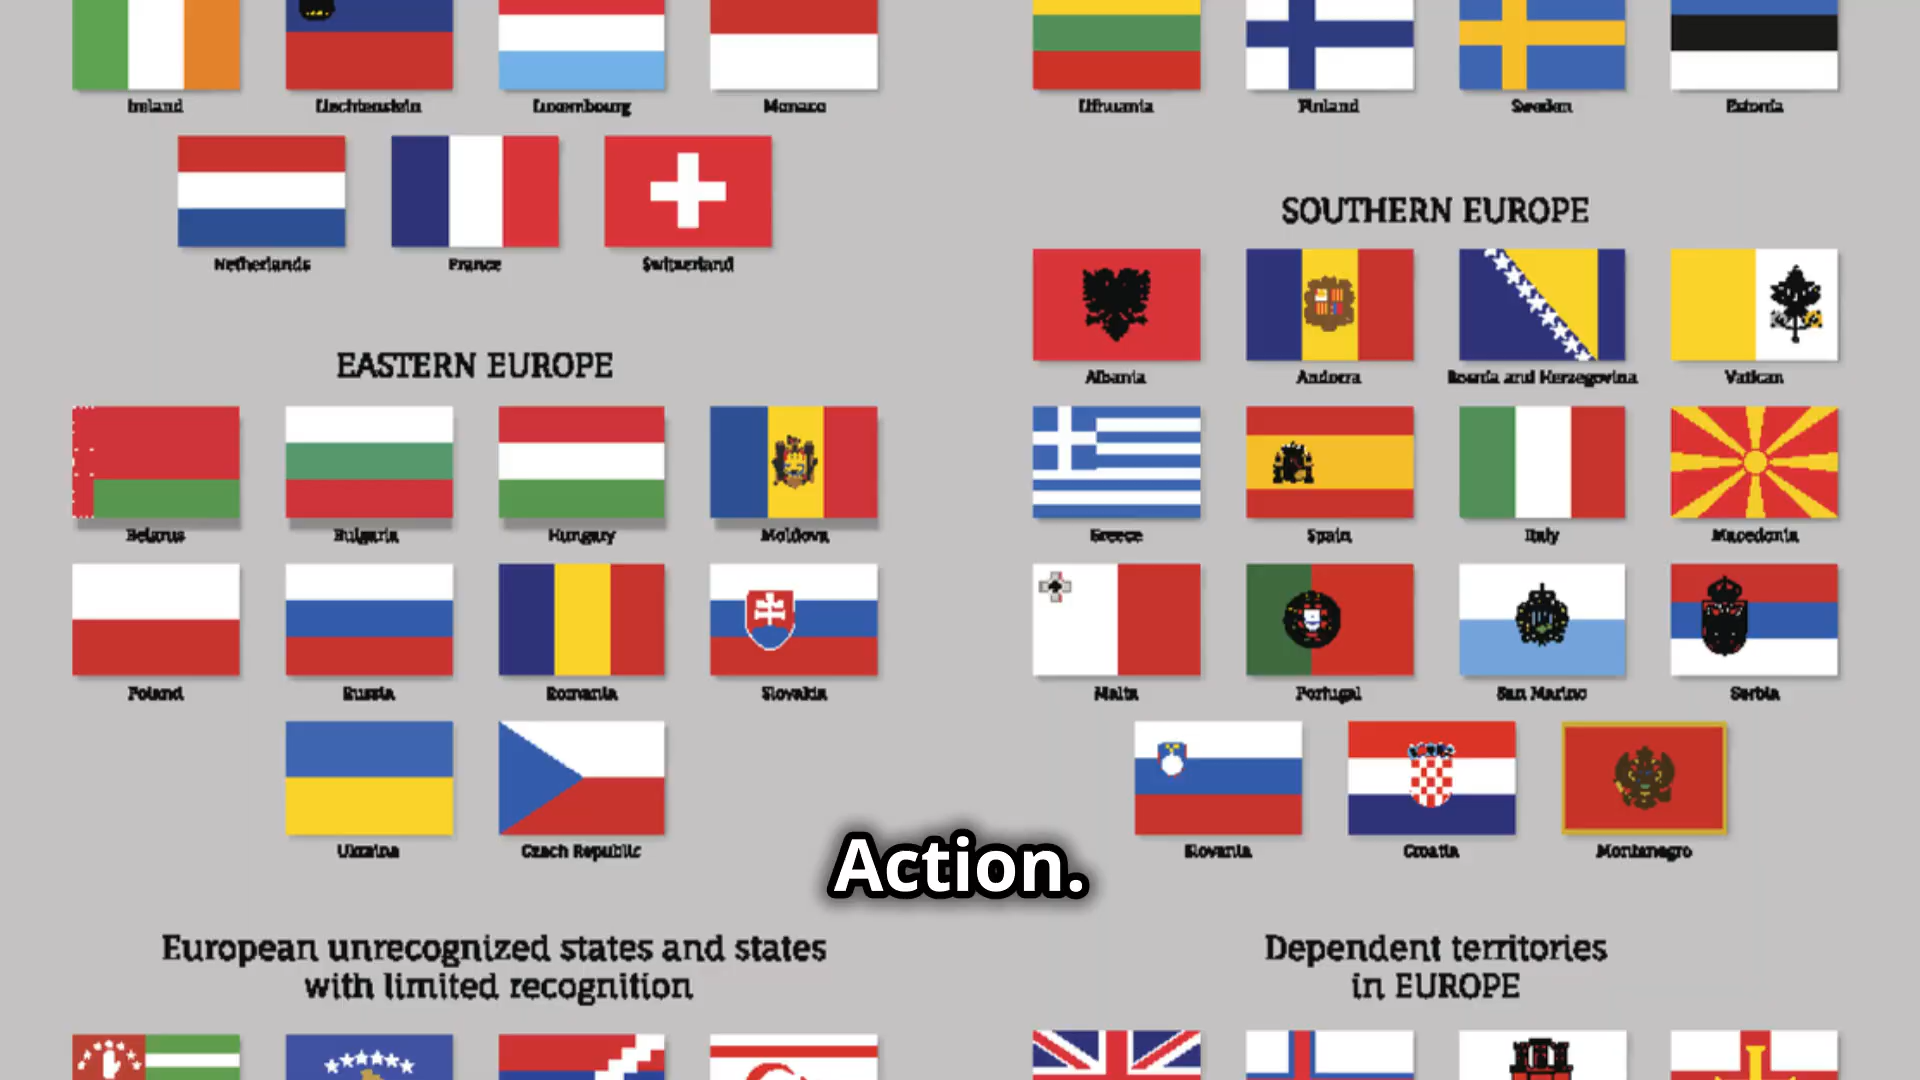 Ireland
Liechtenstein
Luxembourg
Monaco
Lithuania
Finland
Sweden
Estonia
Netherlands
France
Switzerland
SOUTHERN EUROPE
Albania
Andorra
Bosnia and Herzegovina
Vatican
EASTERN EUROPE
Belarus
Bulgaria
Hungary
Moldova
Greece
Spain
Italy
Macedonia
Poland
Russia
Romania
Slovakia
Malta
Portugal
San Marino
Serbia
Ukraine
Czech Republic
Slovenia
Croatia
Montenegro
Action.
European unrecognized states and states
with limited recognition
Dependent territories
in EUROPE